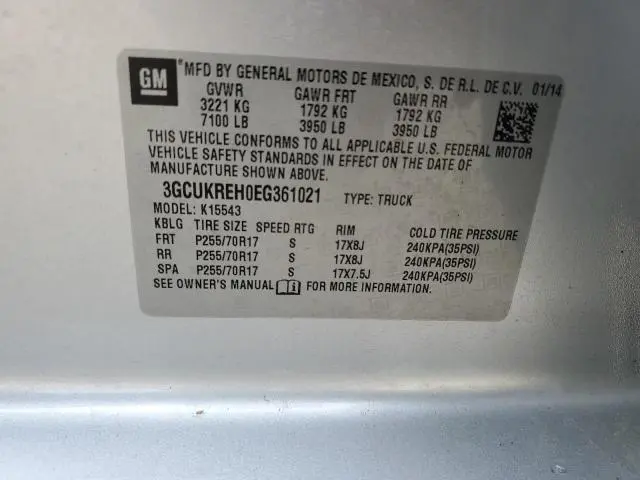 GM
*MFD BY GENERAL MOTORS DE MEXICO, S. DE R.L. DE C.V. 01/14
GVWR GAWR FRT GAWR RR
3221 KG 1792 KG 1792 KG
7100 LB 3950 LB 3950 LB
THIS VEHICLE CONFORMS TO ALL APPLICABLE U.S. FEDERAL MOTOR
VEHICLE SAFETY STANDARDS IN EFFECT ON THE DATE OF
MANUFACTURE SHOWN ABOVE.
3GCUKREH0EG361021 TYPE: TRUCK
MODEL: K15543
KBLG TIRE SIZE SPEED RTG RIM COLD TIRE PRESSURE
FRT P255/70R17 S 17X8J 240KPA(35PSI)
RR P255/70R17 S 17X8J 240KPA(35PSI)
SPA P255/70R17 S 17X7.5J 240KPA(35PSI)
SEE OWNER'S MANUAL FOR MORE INFORMATION.